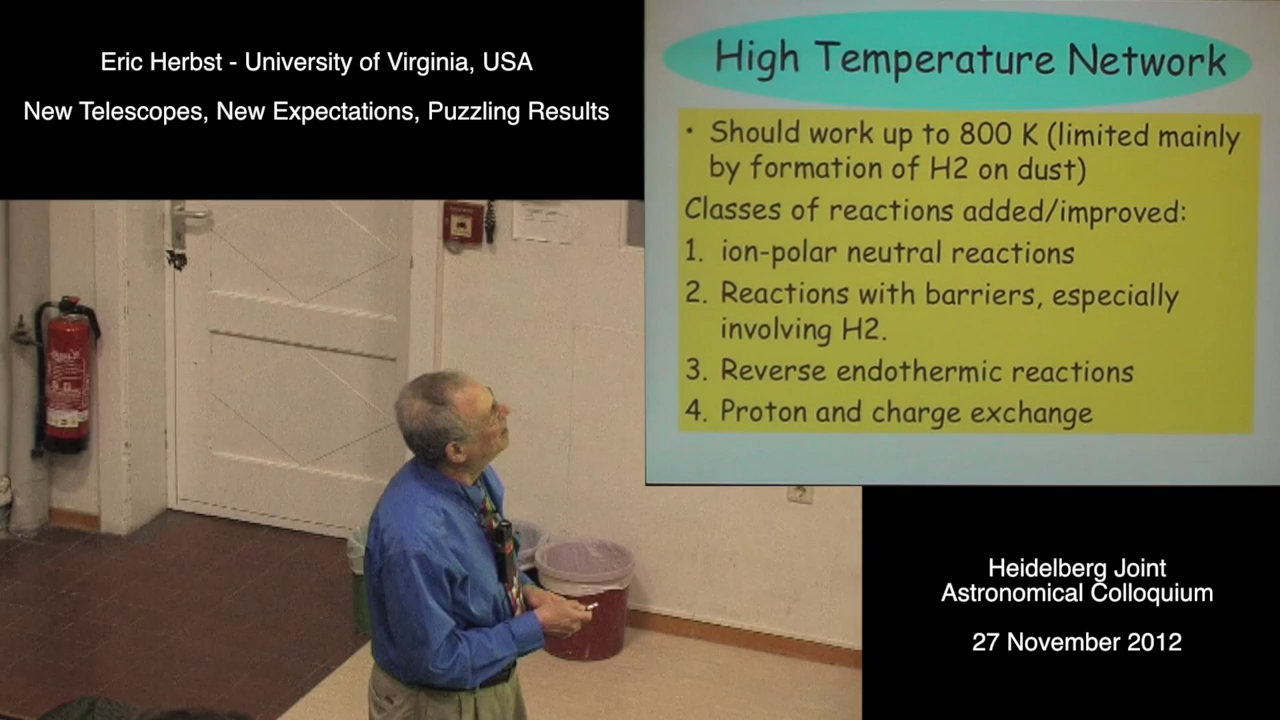 Eric Herbst - University of Virginia, USA
New Telescopes, New Expectations, Puzzling Results
High Temperature Network
• Should work up to 800 K (limited mainly
by formation of H2 on dust)
Classes of reactions added/improved:
1. ion-polar neutral reactions
2. Reactions with barriers, especially
involving H2.
3. Reverse endothermic reactions
4. Proton and charge exchange
Heidelberg Joint
Astronomical Colloquium
27 November 2012